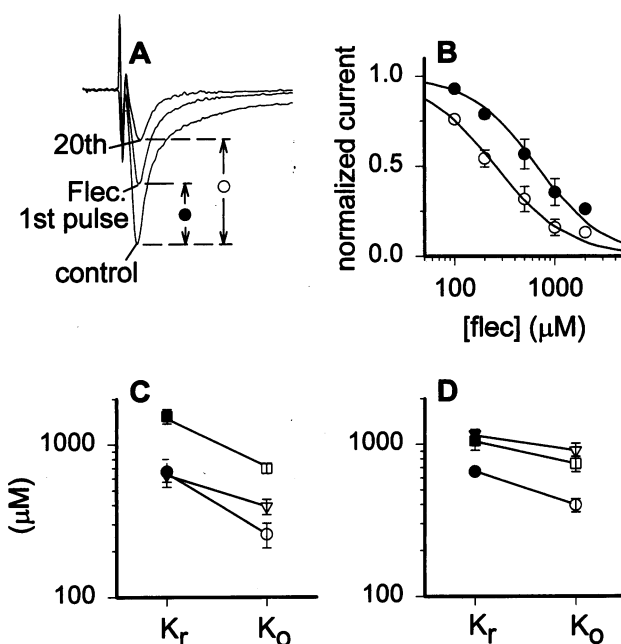 A
20th
Flec.
1st pulse
control
B
normalized current
1.0
0.5
0.0
100 1000
[flec] (μM)
C
(μM)
1000
100
Kr Ko
D
1000
100
Kr Ko